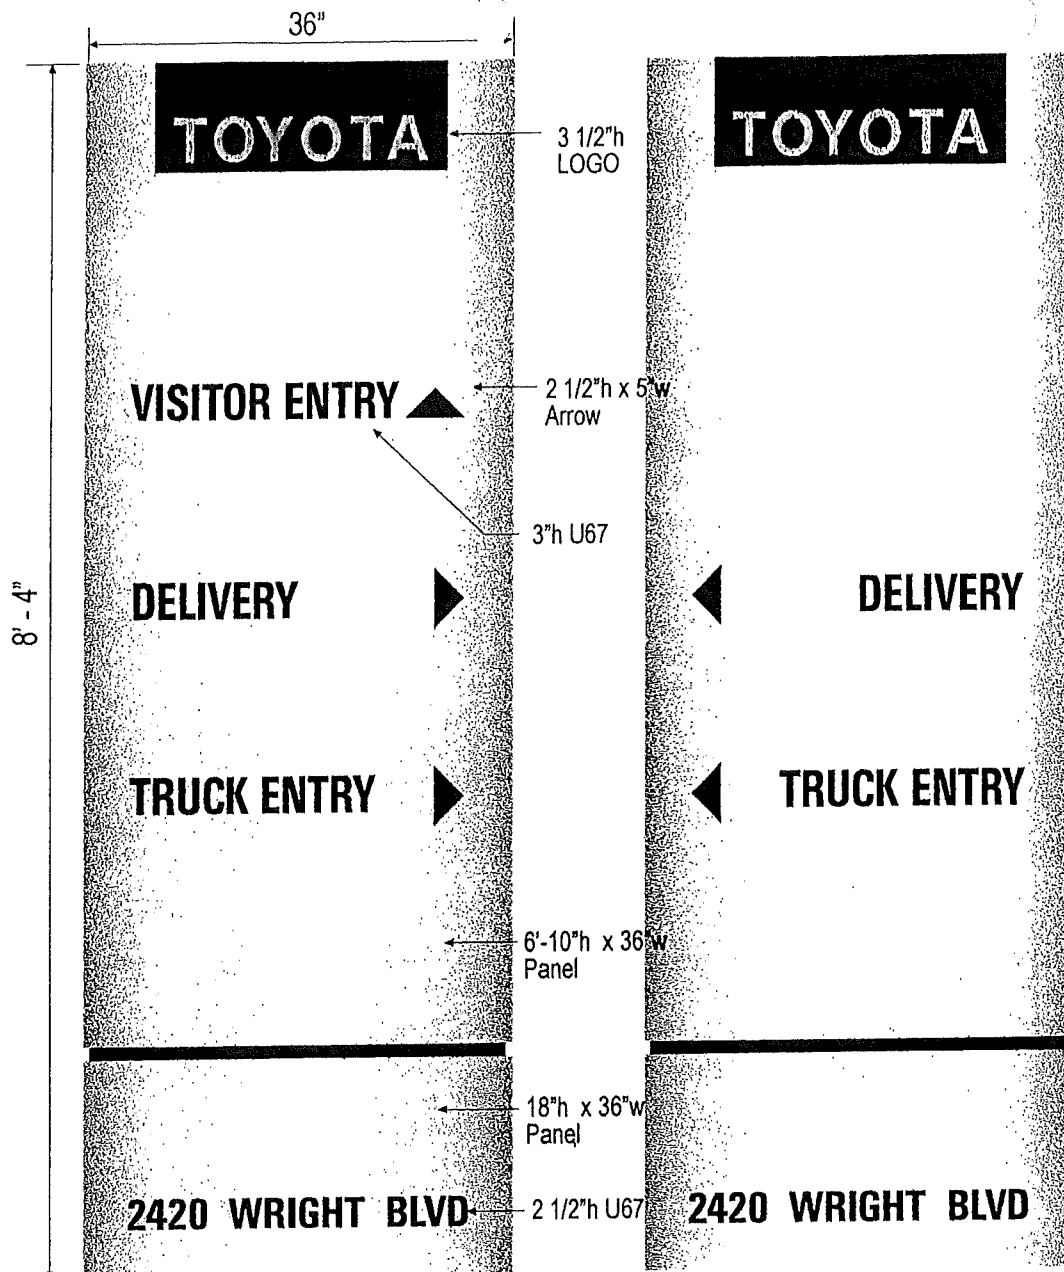 36"
TOYOTA
3 1/2"h
LOGO
TOYOTA
VISITOR ENTRY
2 1/2"h x 5"w
Arrow
3"h U67
8' - 4"
DELIVERY
DELIVERY
TRUCK ENTRY
TRUCK ENTRY
6'-10"h x 36"w
Panel
18"h x 36"w
Panel
2420 WRIGHT BLVD
2 1/2"h U67
2420 WRIGHT BLVD